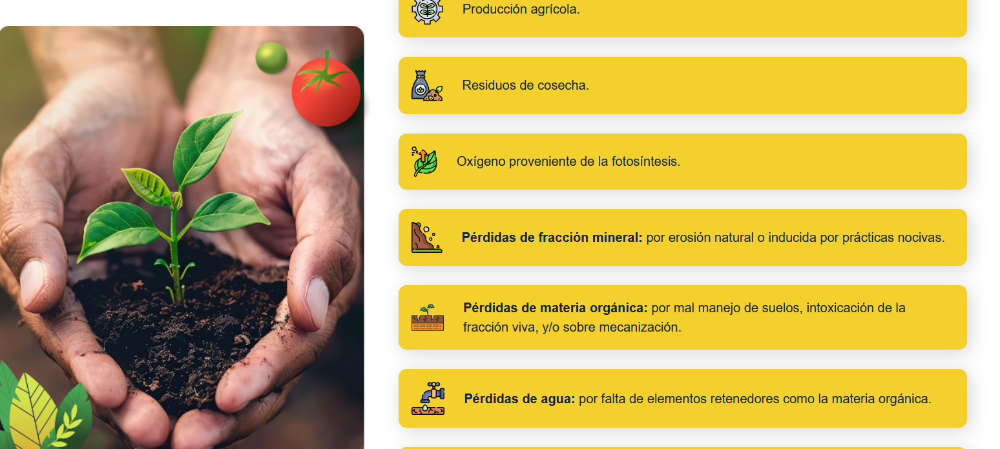 Producción agrícola.
Residuos de cosecha.
Oxígeno proveniente de la fotosíntesis.
Pérdidas de fracción mineral: por erosión natural o inducida por prácticas nocivas.
Pérdidas de materia orgánica: por mal manejo de suelos, intoxicación de la
fracción viva, y/o sobre mecanización.
Pérdidas de agua: por falta de elementos retenedores como la materia orgánica.